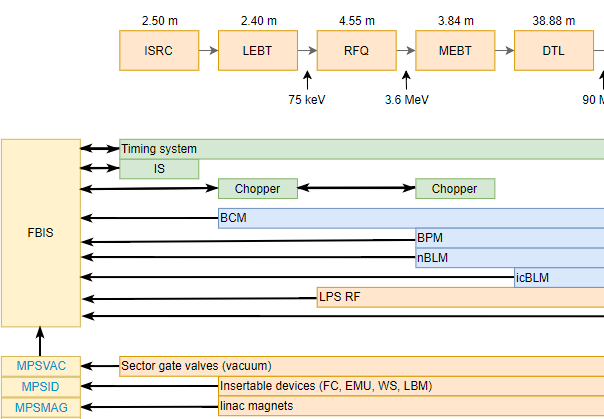 2.50 m 2.40 m 4.55 m 3.84 m 38.88 m
ISRC LEBT RFQ MEBT DTL
75 keV 3.6 MeV 90 M
Timing system
IS
Chopper Chopper
BCM
FBIS
BPM
nBLM
icBLM
LPS RF
MPSVAC Sector gate valves (vacuum)
MPSID Insertable devices (FC, EMU, WS, LBM)
MPSMAG linac magnets